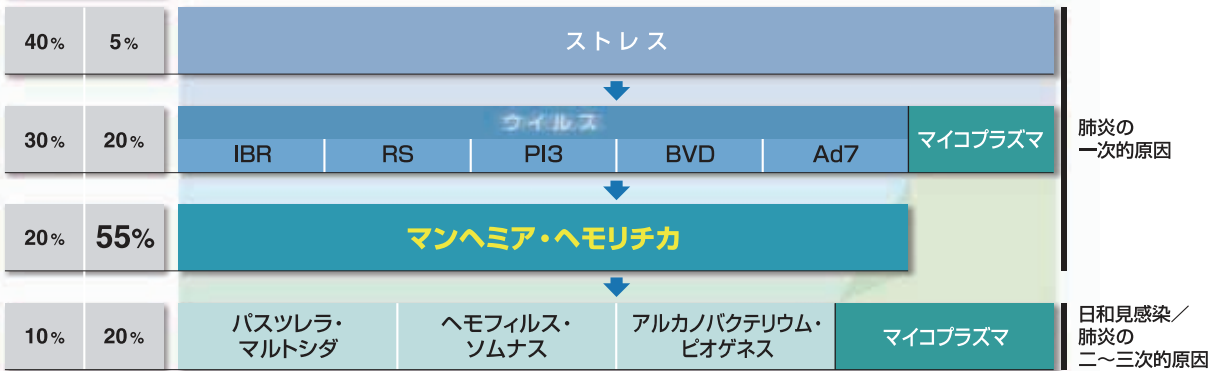 40% 5% ストレス
30% 20% ウイルス マイコプラズマ
IBR RS PI3 BVD Ad7
肺炎の
一次的原因
20% 55% マンヘミア・ヘモリチカ
10% 20%
パスツレラ・
マルトシダ
ヘモフィルス・
ソムナス
アルカノバクテリウム・
ピオゲネス
マイコプラズマ
日和見感染/
肺炎の
二~三次的原因